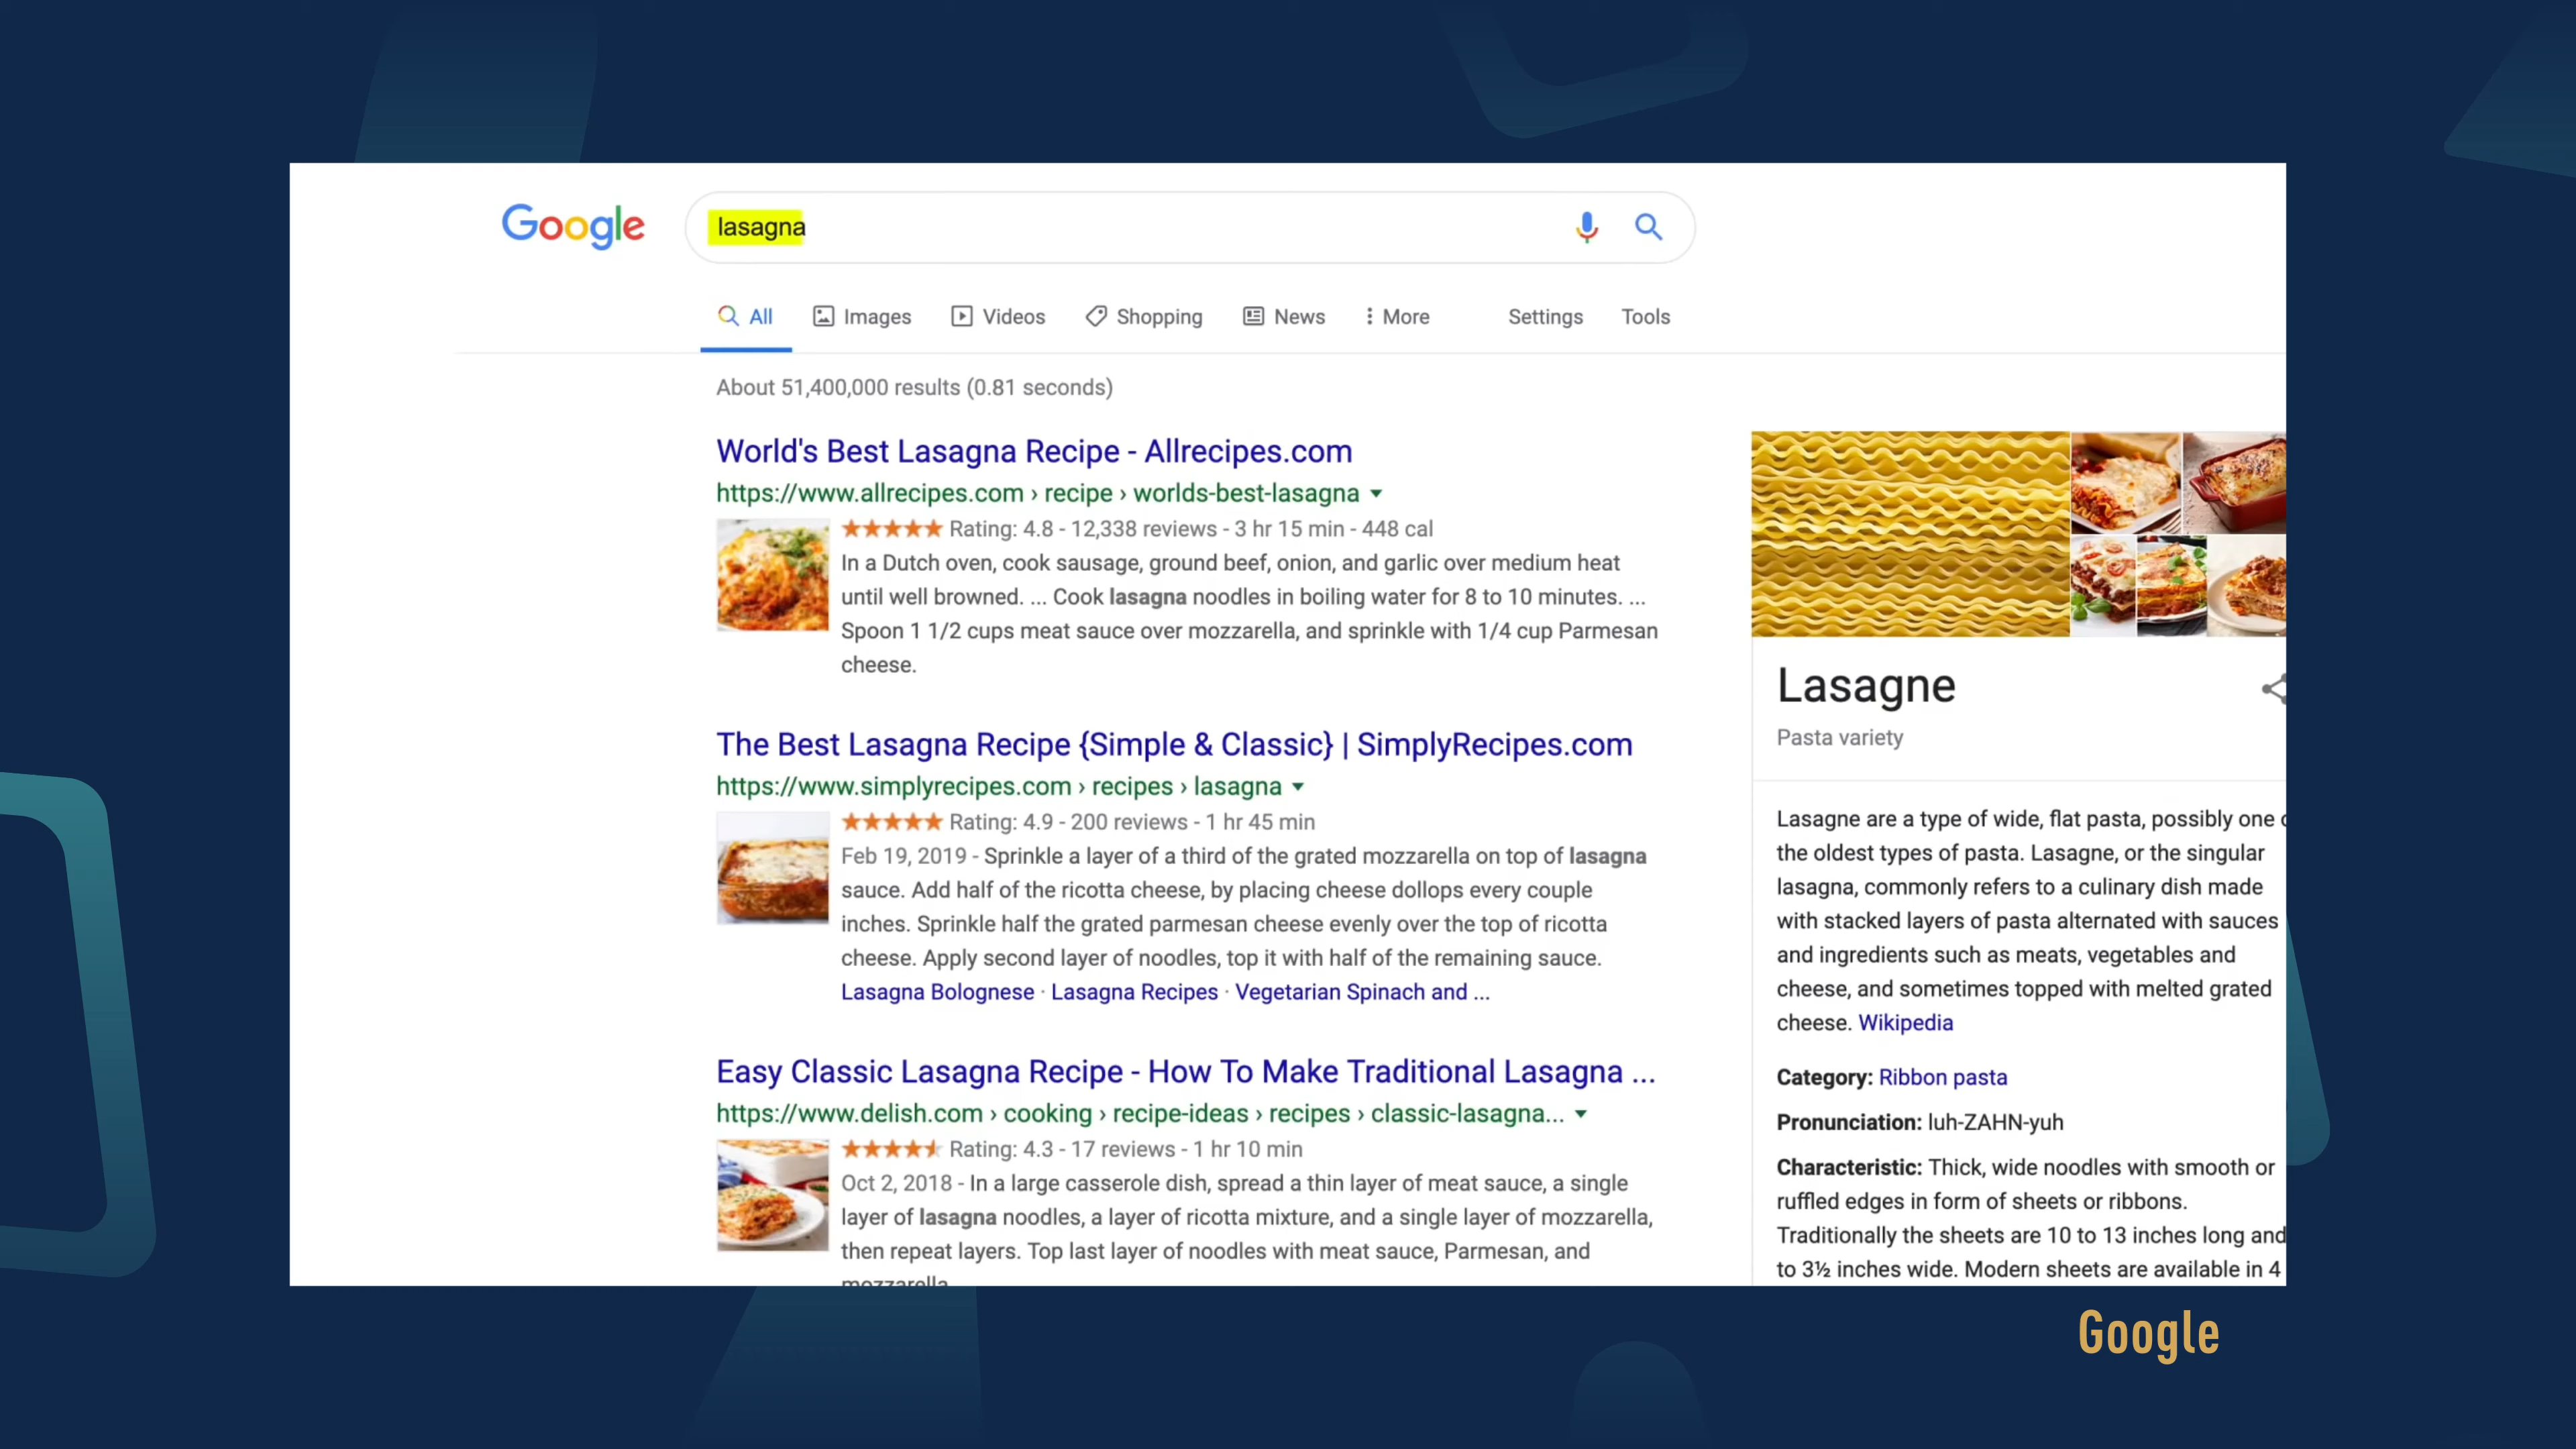 Google
lasagna
All Images Videos Shopping News More Settings Tools
About 51,400,000 results (0.81 seconds)
World's Best Lasagna Recipe - Allrecipes.com
https://www.allrecipes.com › recipe › worlds-best-lasagna
Rating: 4.8 - 12,338 reviews - 3 hr 15 min - 448 cal
In a Dutch oven, cook sausage, ground beef, onion, and garlic over medium heat
until well browned. ... Cook lasagna noodles in boiling water for 8 to 10 minutes. ...
Spoon 1 1/2 cups meat sauce over mozzarella, and sprinkle with 1/4 cup Parmesan
cheese.
The Best Lasagna Recipe {Simple & Classic} | SimplyRecipes.com
https://www.simplyrecipes.com › recipes › lasagna
Rating: 4.9 - 200 reviews - 1 hr 45 min
Feb 19, 2019 - Sprinkle a layer of a third of the grated mozzarella on top of lasagna
sauce. Add half of the ricotta cheese, by placing cheese dollops every couple
inches. Sprinkle half the grated parmesan cheese evenly over the top of ricotta
cheese. Apply second layer of noodles, top it with half of the remaining sauce.
Lasagna Bolognese · Lasagna Recipes · Vegetarian Spinach and ...
Easy Classic Lasagna Recipe - How To Make Traditional Lasagna ...
https://www.delish.com › cooking › recipe-ideas › recipes › classic-lasagna...
Rating: 4.3 - 17 reviews - 1 hr 10 min
Oct 2, 2018 - In a large casserole dish, spread a thin layer of meat sauce, a single
layer of lasagna noodles, a layer of ricotta mixture, and a single layer of mozzarella,
then repeat layers. Top last layer of noodles with meat sauce, Parmesan, and
mozzarella
Lasagne
Pasta variety
Lasagne are a type of wide, flat pasta, possibly one
the oldest types of pasta. Lasagne, or the singular
lasagna, commonly refers to a culinary dish made
with stacked layers of pasta alternated with sauces
and ingredients such as meats, vegetables and
cheese, and sometimes topped with melted grated
cheese. Wikipedia
Category: Ribbon pasta
Pronunciation: luh-ZAHN-yuh
Characteristic: Thick, wide noodles with smooth or
ruffled edges in form of sheets or ribbons.
Traditionally the sheets are 10 to 13 inches long and
to 3½ inches wide. Modern sheets are available in 4
Google